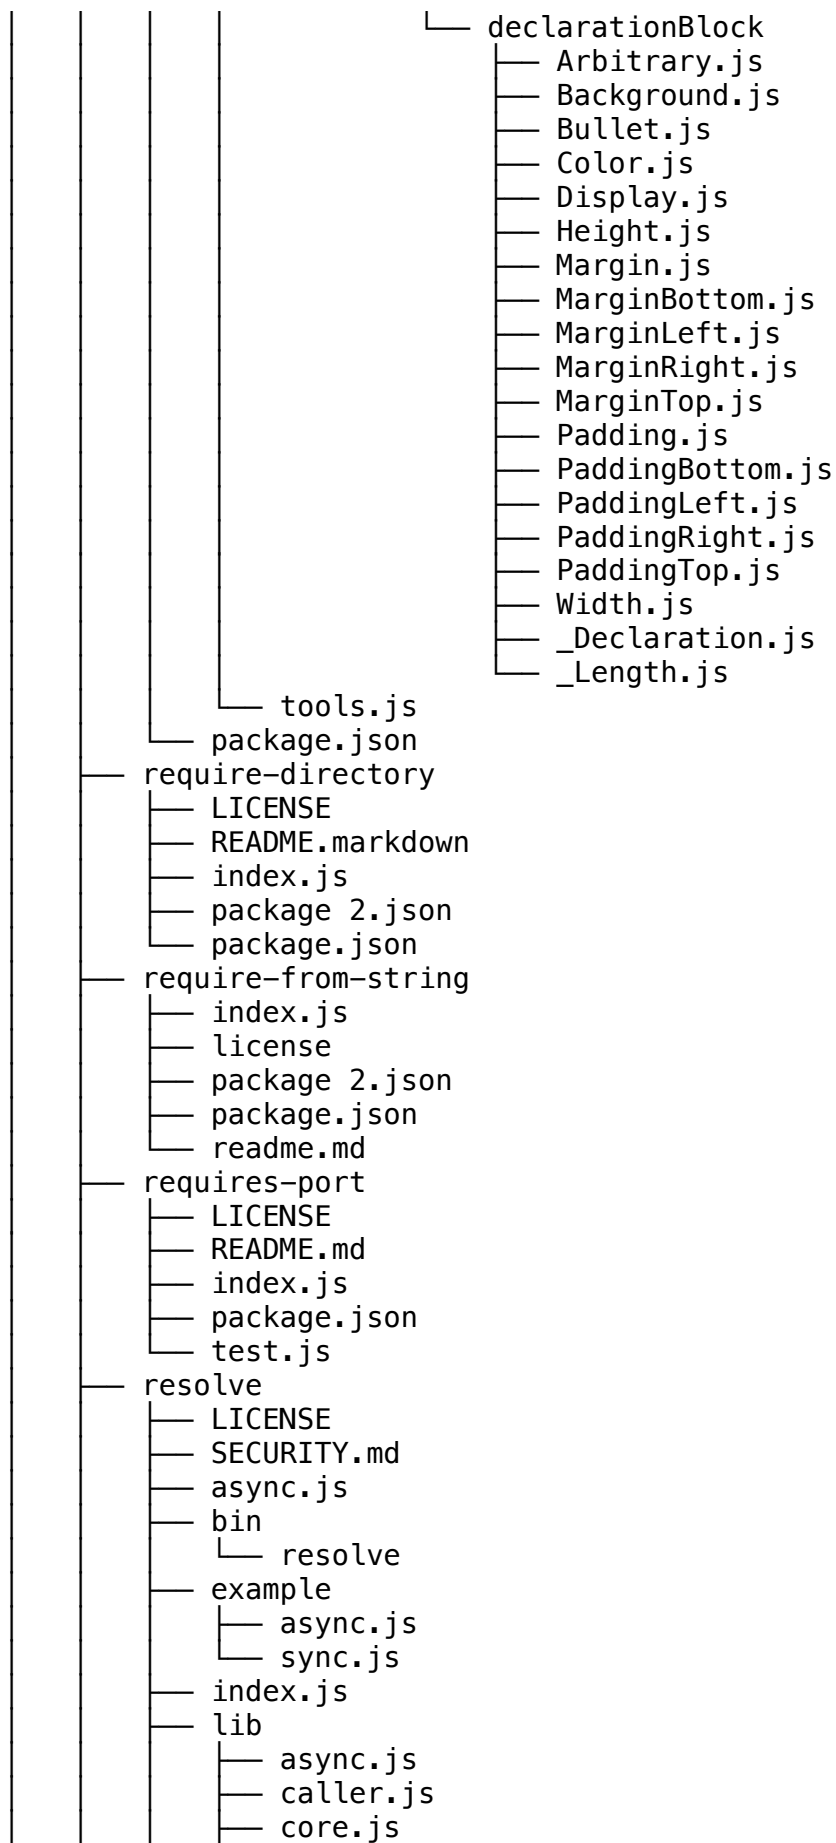 │   │   │   │           └── declarationBlock
│   │   │   │               ├── Arbitrary.js
│   │   │   │               ├── Background.js
│   │   │   │               ├── Bullet.js
│   │   │   │               ├── Color.js
│   │   │   │               ├── Display.js
│   │   │   │               ├── Height.js
│   │   │   │               ├── Margin.js
│   │   │   │               ├── MarginBottom.js
│   │   │   │               ├── MarginLeft.js
│   │   │   │               ├── MarginRight.js
│   │   │   │               ├── MarginTop.js
│   │   │   │               ├── Padding.js
│   │   │   │               ├── PaddingBottom.js
│   │   │   │               ├── PaddingLeft.js
│   │   │   │               ├── PaddingRight.js
│   │   │   │               ├── PaddingTop.js
│   │   │   │               ├── Width.js
│   │   │   │               ├── _Declaration.js
│   │   │   │               └── _Length.js
│   │   │   └── tools.js
│   │   └── package.json
│   ├── require-directory
│   │   ├── LICENSE
│   │   ├── README.markdown
│   │   ├── index.js
│   │   ├── package 2.json
│   │   └── package.json
│   ├── require-from-string
│   │   ├── index.js
│   │   ├── license
│   │   ├── package 2.json
│   │   ├── package.json
│   │   └── readme.md
│   ├── requires-port
│   │   ├── LICENSE
│   │   ├── README.md
│   │   ├── index.js
│   │   ├── package.json
│   │   └── test.js
│   ├── resolve
│   │   ├── LICENSE
│   │   ├── SECURITY.md
│   │   ├── async.js
│   │   ├── bin
│   │   │   └── resolve
│   │   ├── example
│   │   │   ├── async.js
│   │   │   └── sync.js
│   │   ├── index.js
│   │   ├── lib
│   │   │   ├── async.js
│   │   │   ├── caller.js
│   │   │   ├── core.js